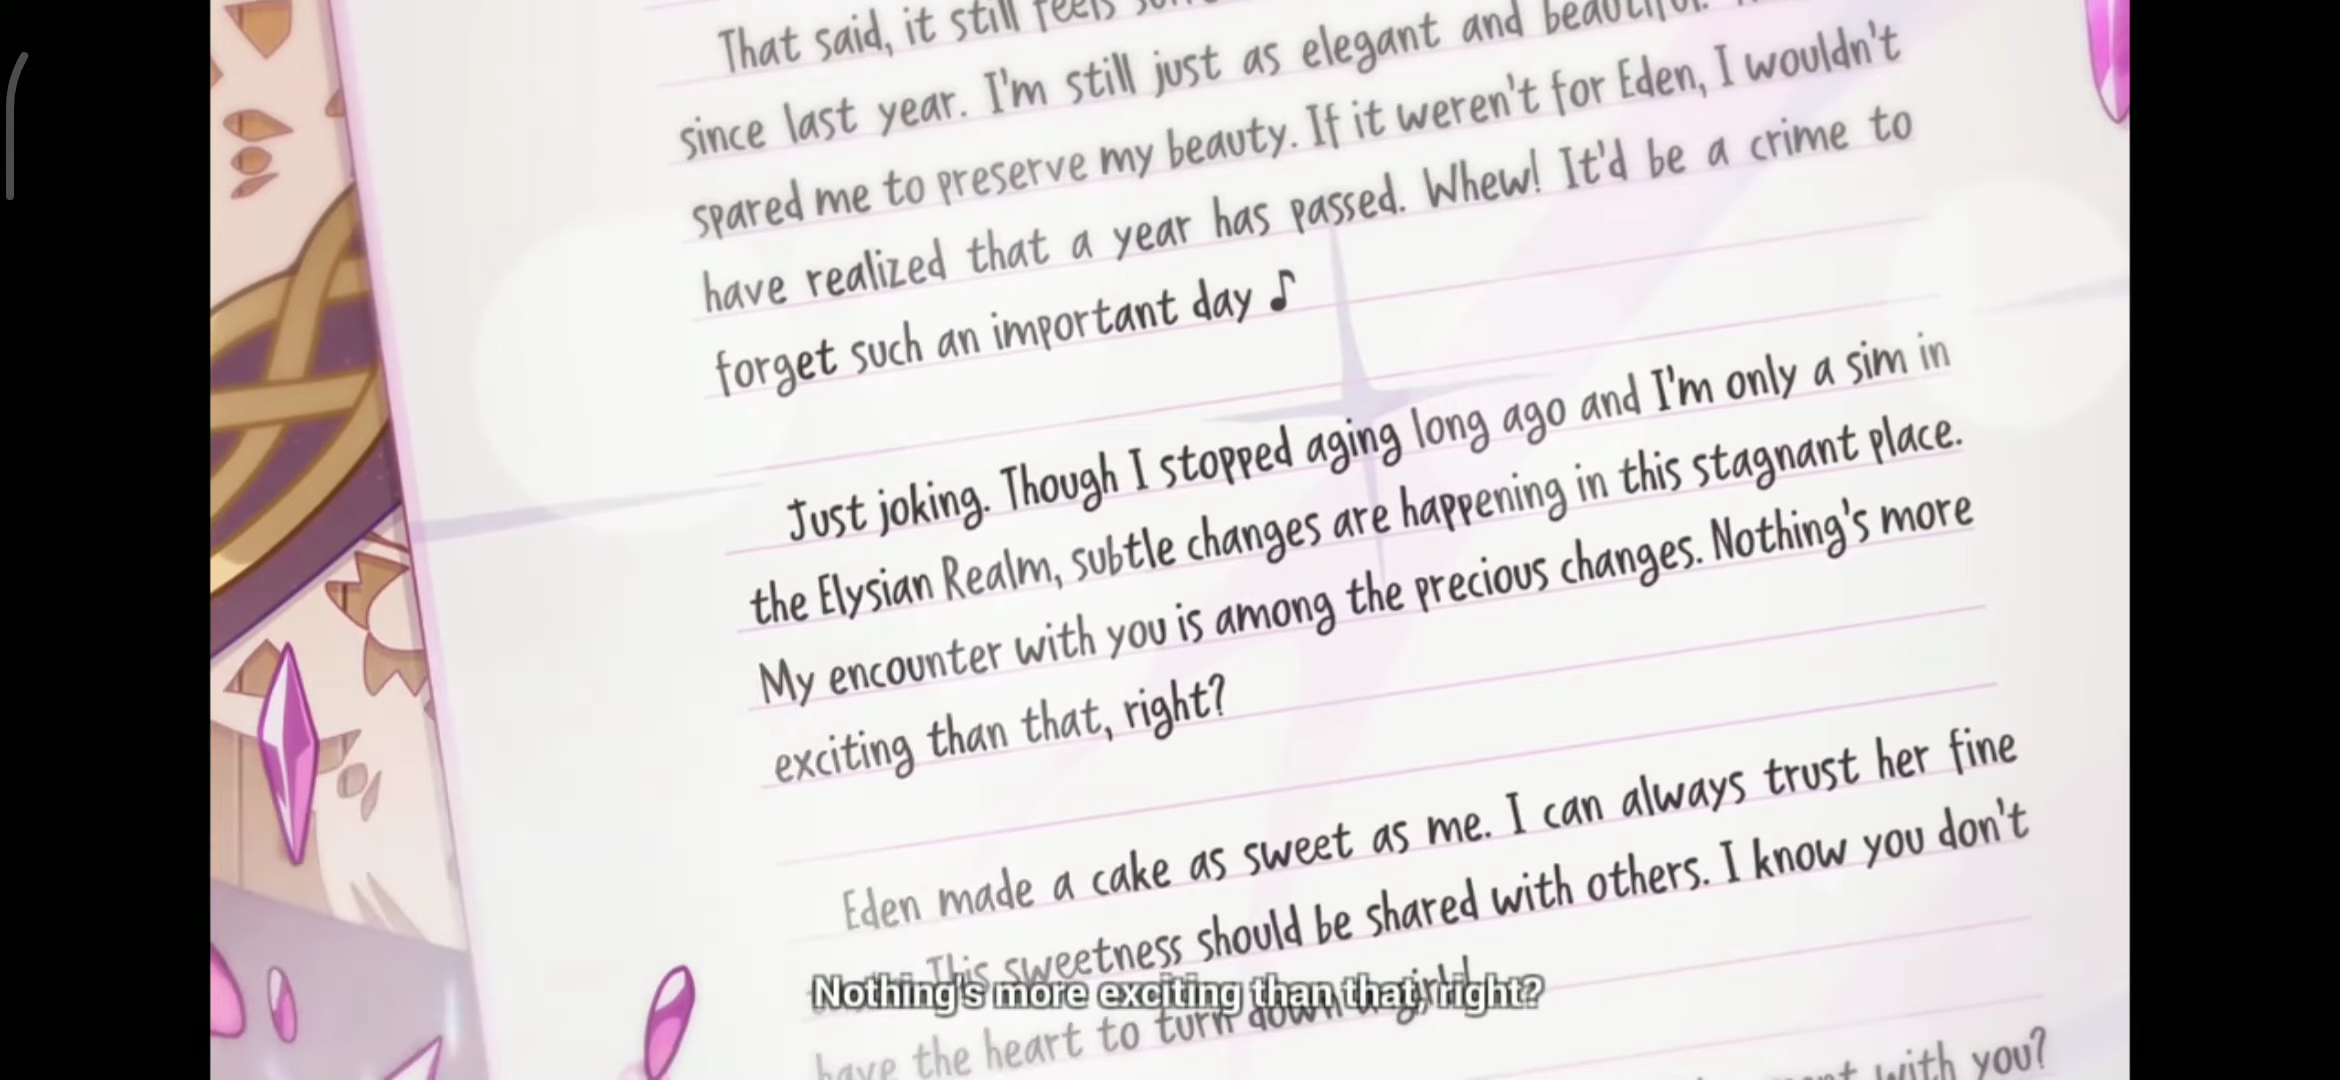 That said, it still feels
since last year. I'm still just as elegant and beautiful.
spared me to preserve my beauty. If it weren't for Eden, I wouldn't
have realized that a year has passed. Whew! It'd be a crime to
forget such an important day ♪
Just joking. Though I stopped aging long ago and I'm only a sim in
the Elysian Realm, subtle changes are happening in this stagnant place.
My encounter with you is among the precious changes. Nothing's more
exciting than that, right?
Eden made a cake as sweet as me. I can always trust her fine
This sweetness should be shared with others. I know you don't
have the heart to turn down a girl!
with you?
Nothing's more exciting than that, right?